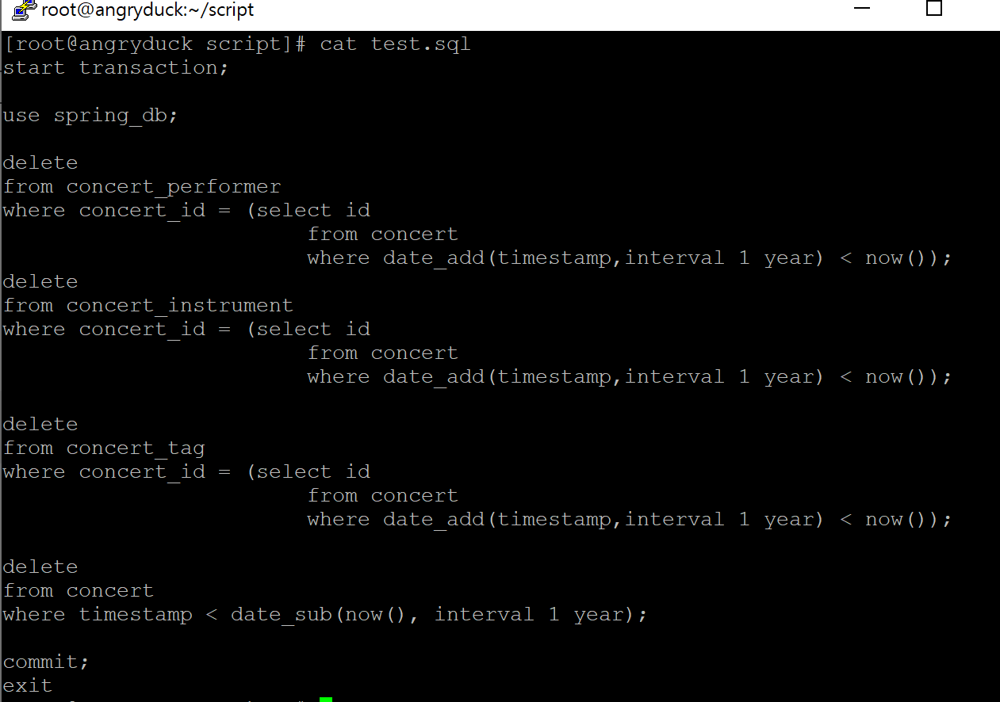 root@angryduck:~/script
[root@angryduck script]# cat test.sql
start transaction;
use spring_db;
delete
from concert_performer
where concert_id = (select id
from concert
where date_add(timestamp,interval 1 year) < now());
delete
from concert_instrument
where concert_id = (select id
from concert
where date_add(timestamp,interval 1 year) < now());
delete
from concert_tag
where concert_id = (select id
from concert
where date_add(timestamp,interval 1 year) < now());
delete
from concert
where timestamp < date_sub(now(), interval 1 year);
commit;
exit